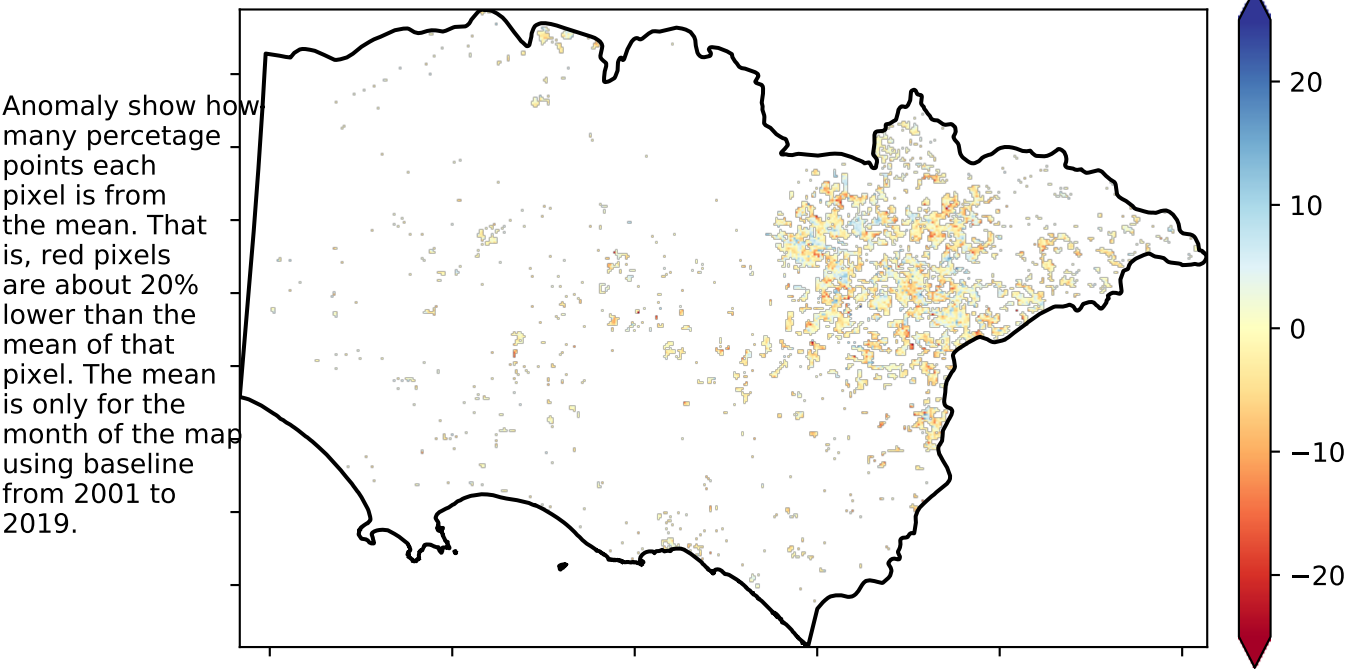 Anomaly show how
many percetage
points each
pixel is from
the mean. That
is, red pixels
are about 20%
lower than the
mean of that
pixel. The mean
is only for the
month of the map
using baseline
from 2001 to
2019.
20
10
0
−10
−20